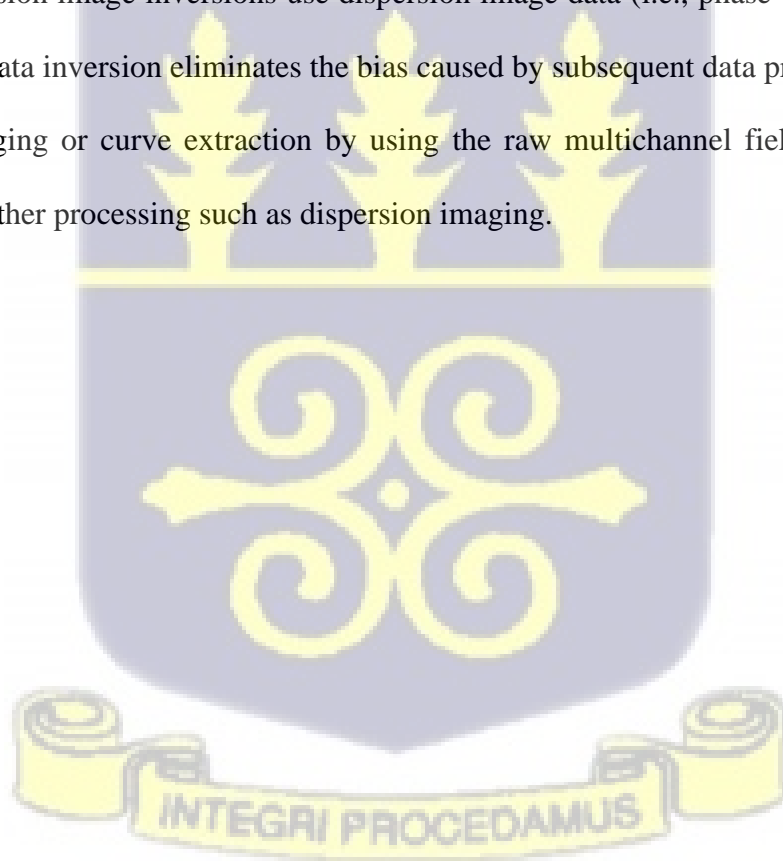 sion image inversions use dispersion image data (i.e., phase
ata inversion eliminates the bias caused by subsequent data pr
ging or curve extraction by using the raw multichannel fiel
ther processing such as dispersion imaging.
INTEGRI PROCEDAMUS